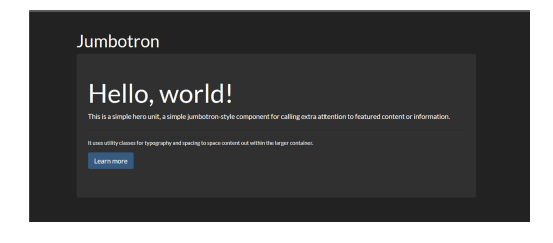 Jumbotron
Hello, world!
This is a simple hero unit, a simple jumbotron-style component for calling extra attention to featured content or information.
It uses utility classes for typography and spacing to space content out within the larger container.
Learn more